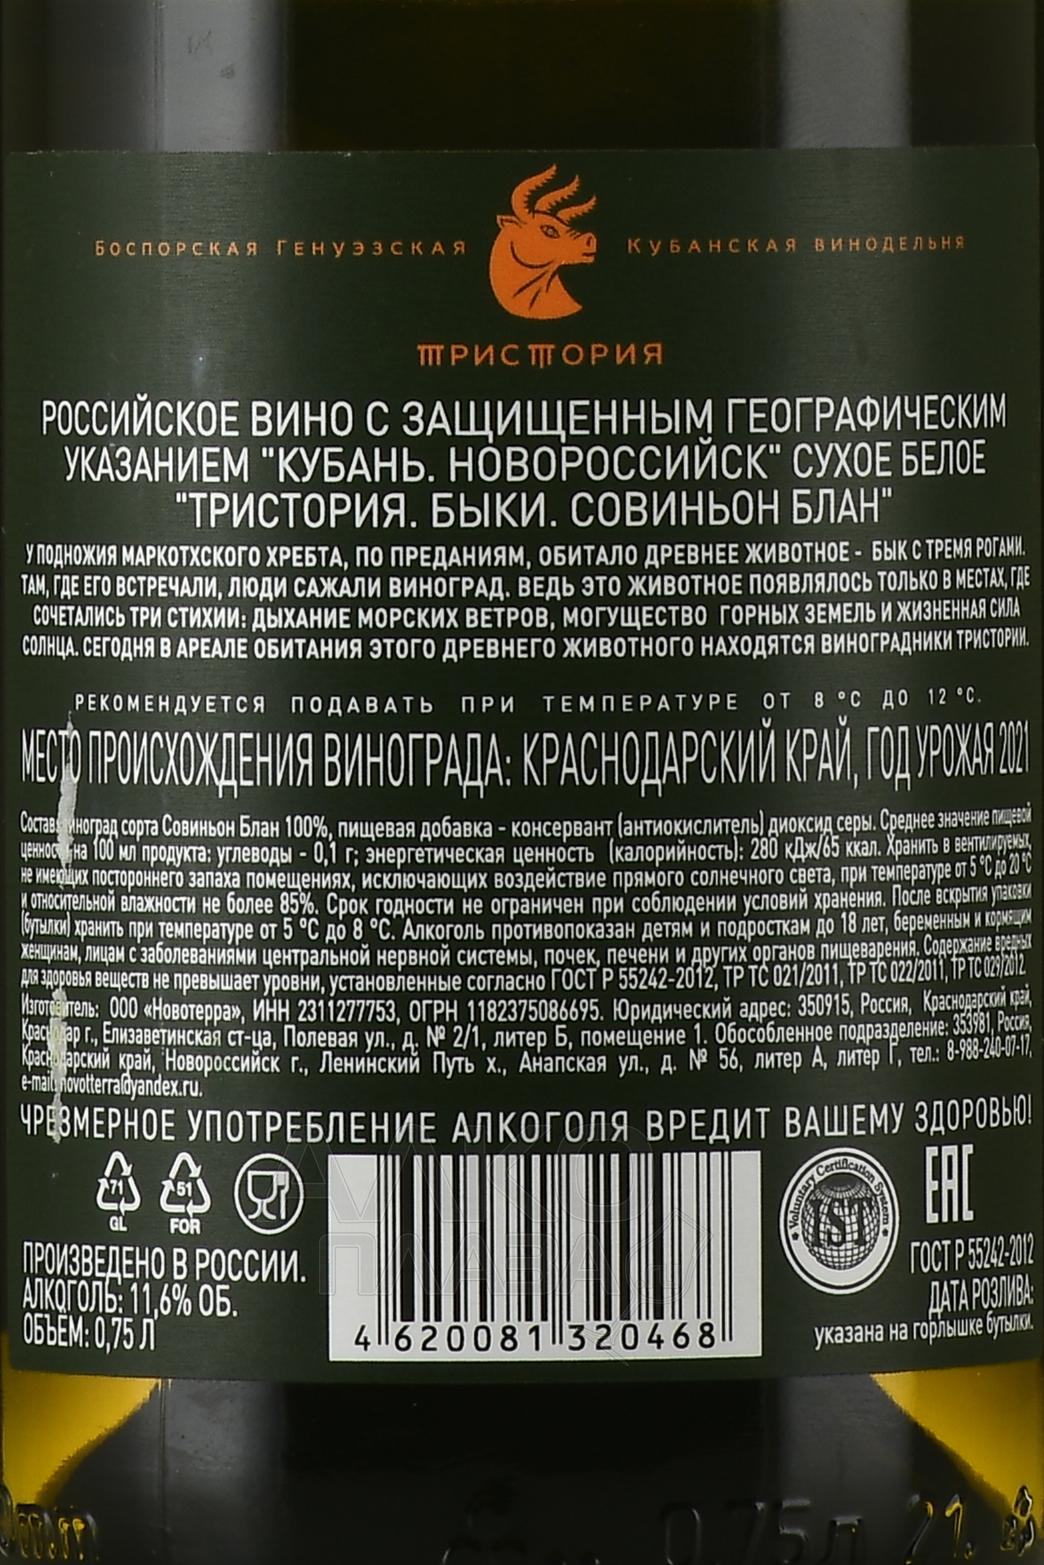 БОСПОРСКАЯ ГЕНУЭЗСКАЯ КУБАНСКАЯ ВИНОДЕЛЬНЯ
ТРИСТОРИЯ
РОССИЙСКОЕ ВИНО С ЗАЩИЩЕННЫМ ГЕОГРАФИЧЕСКИМ
УКАЗАНИЕМ "КУБАНЬ. НОВОРОССИЙСК" СУХОЕ БЕЛОЕ
"ТРИСТОРИЯ. БЫКИ. СОВИНЬОН БЛАН"
У ПОДНОЖИЯ МАРКОТХСКОГО ХРЕБТА, ПО ПРЕДАНИЯМ, ОБИТАЛО ДРЕВНЕЕ ЖИВОТНОЕ - БЫК С ТРЕМЯ РОГАМИ.
ТАМ, ГДЕ ЕГО ВСТРЕЧАЛИ, ЛЮДИ САЖАЛИ ВИНОГРАД. ВЕДЬ ЭТО ЖИВОТНОЕ ПОЯВЛЯЛОСЬ ТОЛЬКО В МЕСТАХ, ГДЕ
СОЧЕТАЛИСЬ ТРИ СТИХИИ: ДЫХАНИЕ МОРСКИХ ВЕТРОВ, МОГУЩЕСТВО ГОРНЫХ ЗЕМЕЛЬ И ЖИЗНЕННАЯ СИЛА
СОЛНЦА. СЕГОДНЯ В АРЕАЛЕ ОБИТАНИЯ ЭТОГО ДРЕВНЕГО ЖИВОТНОГО НАХОДЯТСЯ ВИНОГРАДНИКИ ТРИСТОРИИ.
РЕКОМЕНДУЕТСЯ ПОДАВАТЬ ПРИ ТЕМПЕРАТУРЕ ОТ 8 °С ДО 12 °С.
МЕСТО ПРОИСХОЖДЕНИЯ ВИНОГРАДА: КРАСНОДАРСКИЙ КРАЙ, ГОД УРОЖАЯ 2021
Состав: виноград сорта Совиньон Блан 100%, пищевая добавка - консервант (антиокислитель) диоксид серы. Среднее значение пищевой
ценности на 100 мл продукта: углеводы - 0,1 г; энергетическая ценность (калорийность): 280 кДж/65 ккал. Хранить в вентилируемых,
не имеющих постороннего запаха помещениях, исключающих воздействие прямого солнечного света, при температуре от 5 °С до 20 °С
и относительной влажности не более 85%. Срок годности не ограничен при соблюдении условий хранения. После вскрытия упаковки
(бутылки) хранить при температуре от 5 °С до 8 °С. Алкоголь противопоказан детям и подросткам до 18 лет, беременным и кормящим
женщинам, лицам с заболеваниями центральной нервной системы, почек, печени и других органов пищеварения. Содержание вредных
для здоровья веществ не превышает уровни, установленные согласно ГОСТ Р 55242-2012, ТР ТС 021/2011, ТР ТС 022/2011, ТР ТС 029/2012.
Изготовитель: ООО «Новотерра», ИНН 2311277753, ОГРН 1182375086695. Юридический адрес: 350915, Россия, Краснодарский край,
Краснодар г., Елизаветинская ст-ца, Полевая ул., д. № 2/1, литер Б, помещение 1. Обособленное подразделение: 353981, Россия,
Краснодарский край, Новороссийск г., Ленинский Путь х., Анапская ул., д. № 56, литер А, литер Г, тел.: 8-988-240-07-17,
e-mail: novotterra@yandex.ru.
ЧРЕЗМЕРНОЕ УПОТРЕБЛЕНИЕ АЛКОГОЛЯ ВРЕДИТ ВАШЕМУ ЗДОРОВЬЮ!
71 GL
51 FOR
Voluntary Certification System
IST
ЕАС
ПРОИЗВЕДЕНО В РОССИИ.
АЛКОГОЛЬ: 11,6% ОБ.
ОБЪЕМ: 0,75 Л
4 620081 320468
ГОСТ Р 55242-2012
ДАТА РОЗЛИВА:
указана на горлышке бутылки.
АЛКО
ПЛАЗА
0,75л 21.